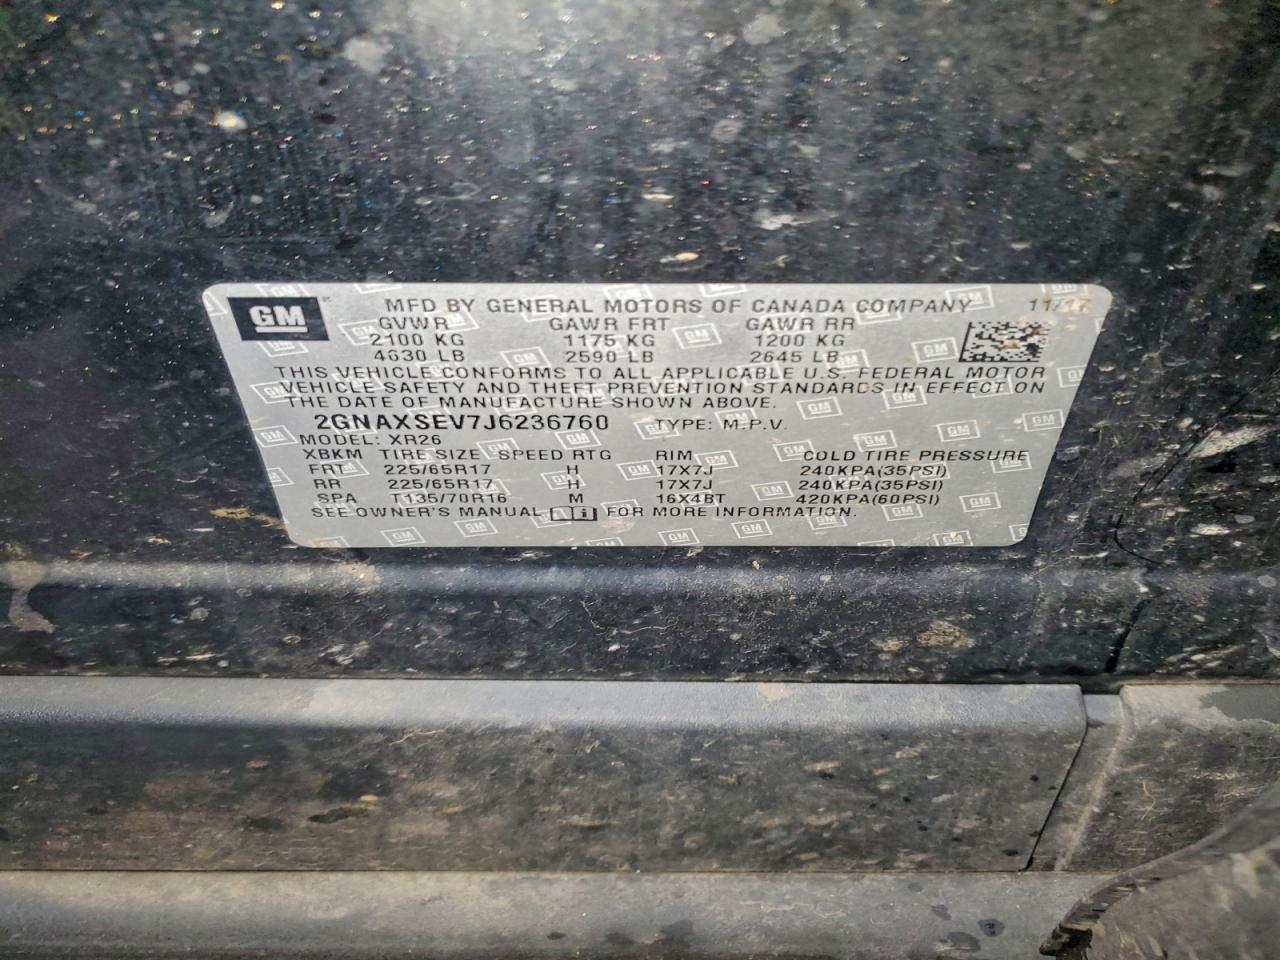 GM MFD BY GENERAL MOTORS OF CANADA COMPANY 11/17
GVWR GAWR FRT GAWR RR
2100 KG 1175 KG 1200 KG
4630 LB 2590 LB 2645 LB
THIS VEHICLE CONFORMS TO ALL APPLICABLE U.S. FEDERAL MOTOR
VEHICLE SAFETY AND THEFT PREVENTION STANDARDS IN EFFECT ON
THE DATE OF MANUFACTURE SHOWN ABOVE.
2GNAXSEV7J6236760 TYPE: M.P.V.
MODEL: XR26
XBKM TIRE SIZE SPEED RTG RIM COLD TIRE PRESSURE
FRT 225/65R17 H 17X7J 240KPA(35PSI)
RR 225/65R17 H 17X7J 240KPA(35PSI)
SPA T135/70R16 M 16X4BT 420KPA(60PSI)
SEE OWNER'S MANUAL i FOR MORE INFORMATION.